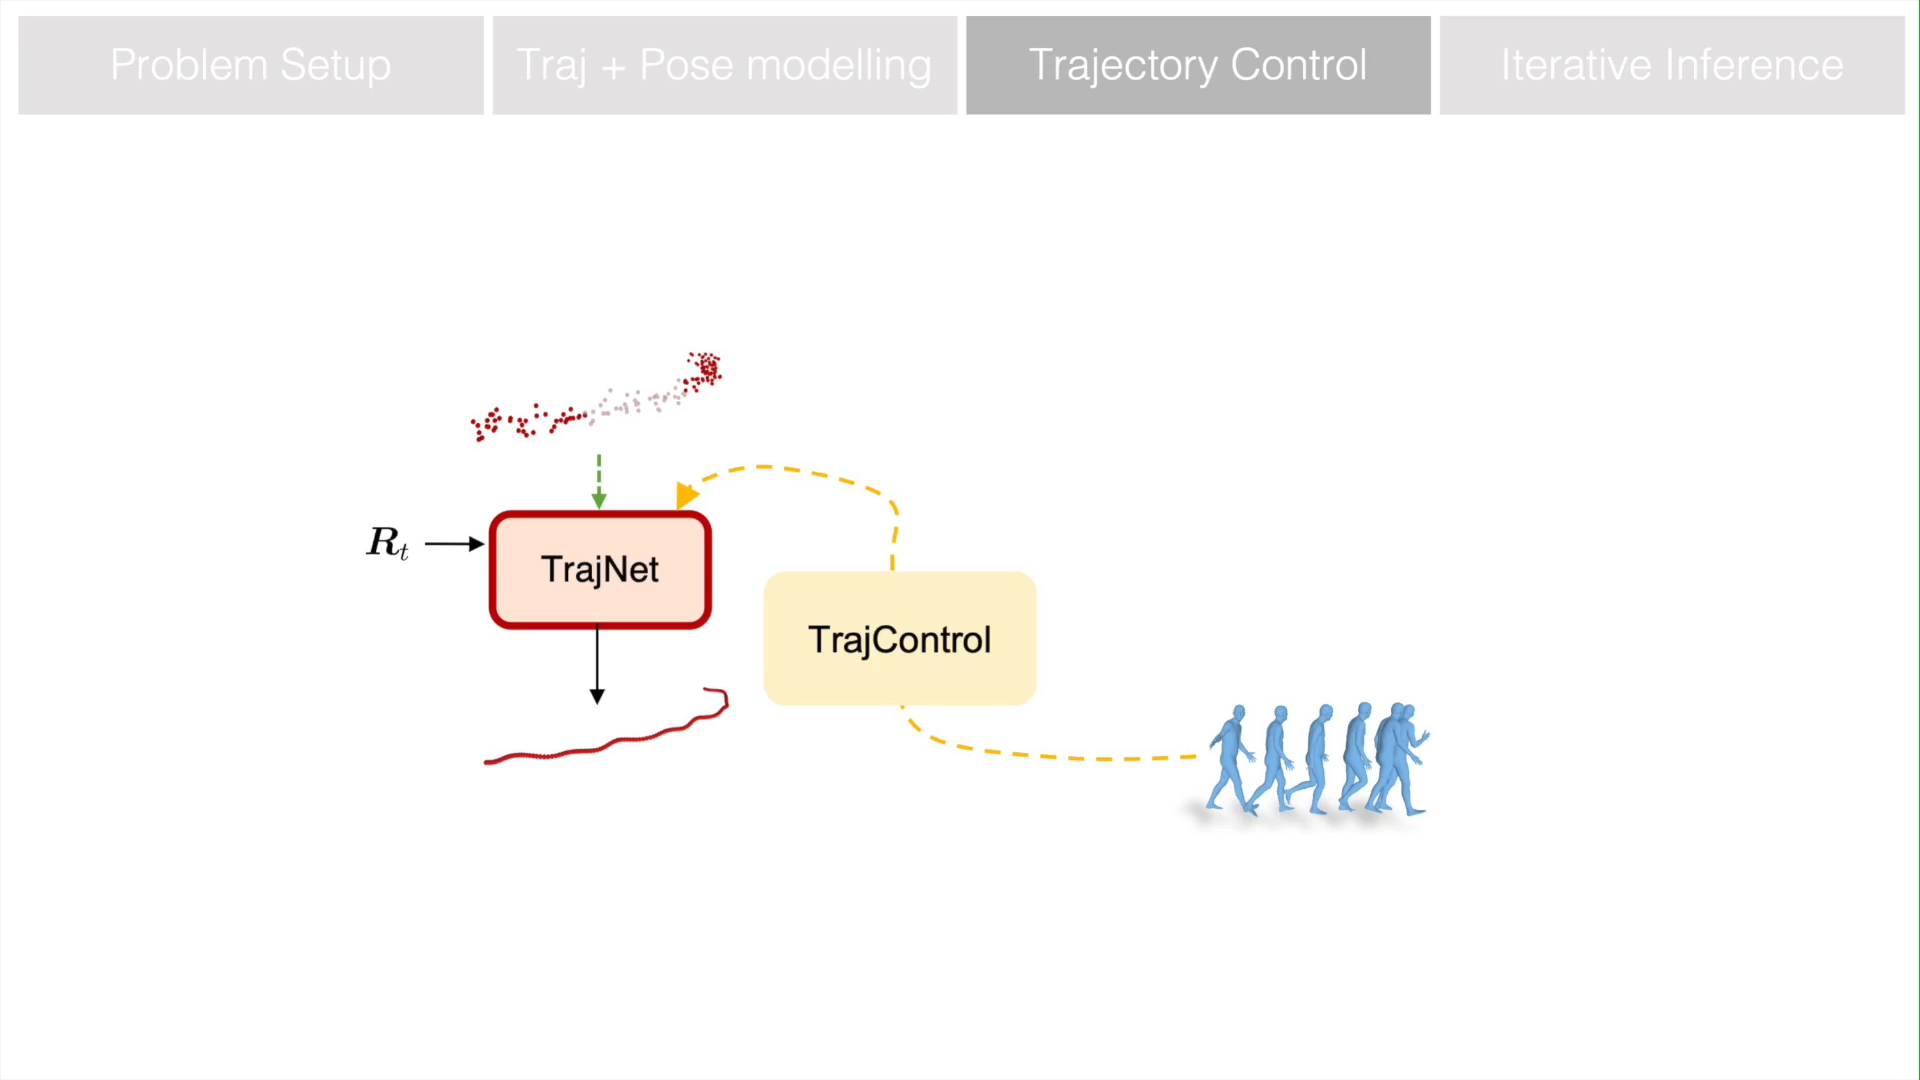 Problem Setup
Traj + Pose modelling
Trajectory Control
Iterative Inference
R_t
TrajNet
TrajControl